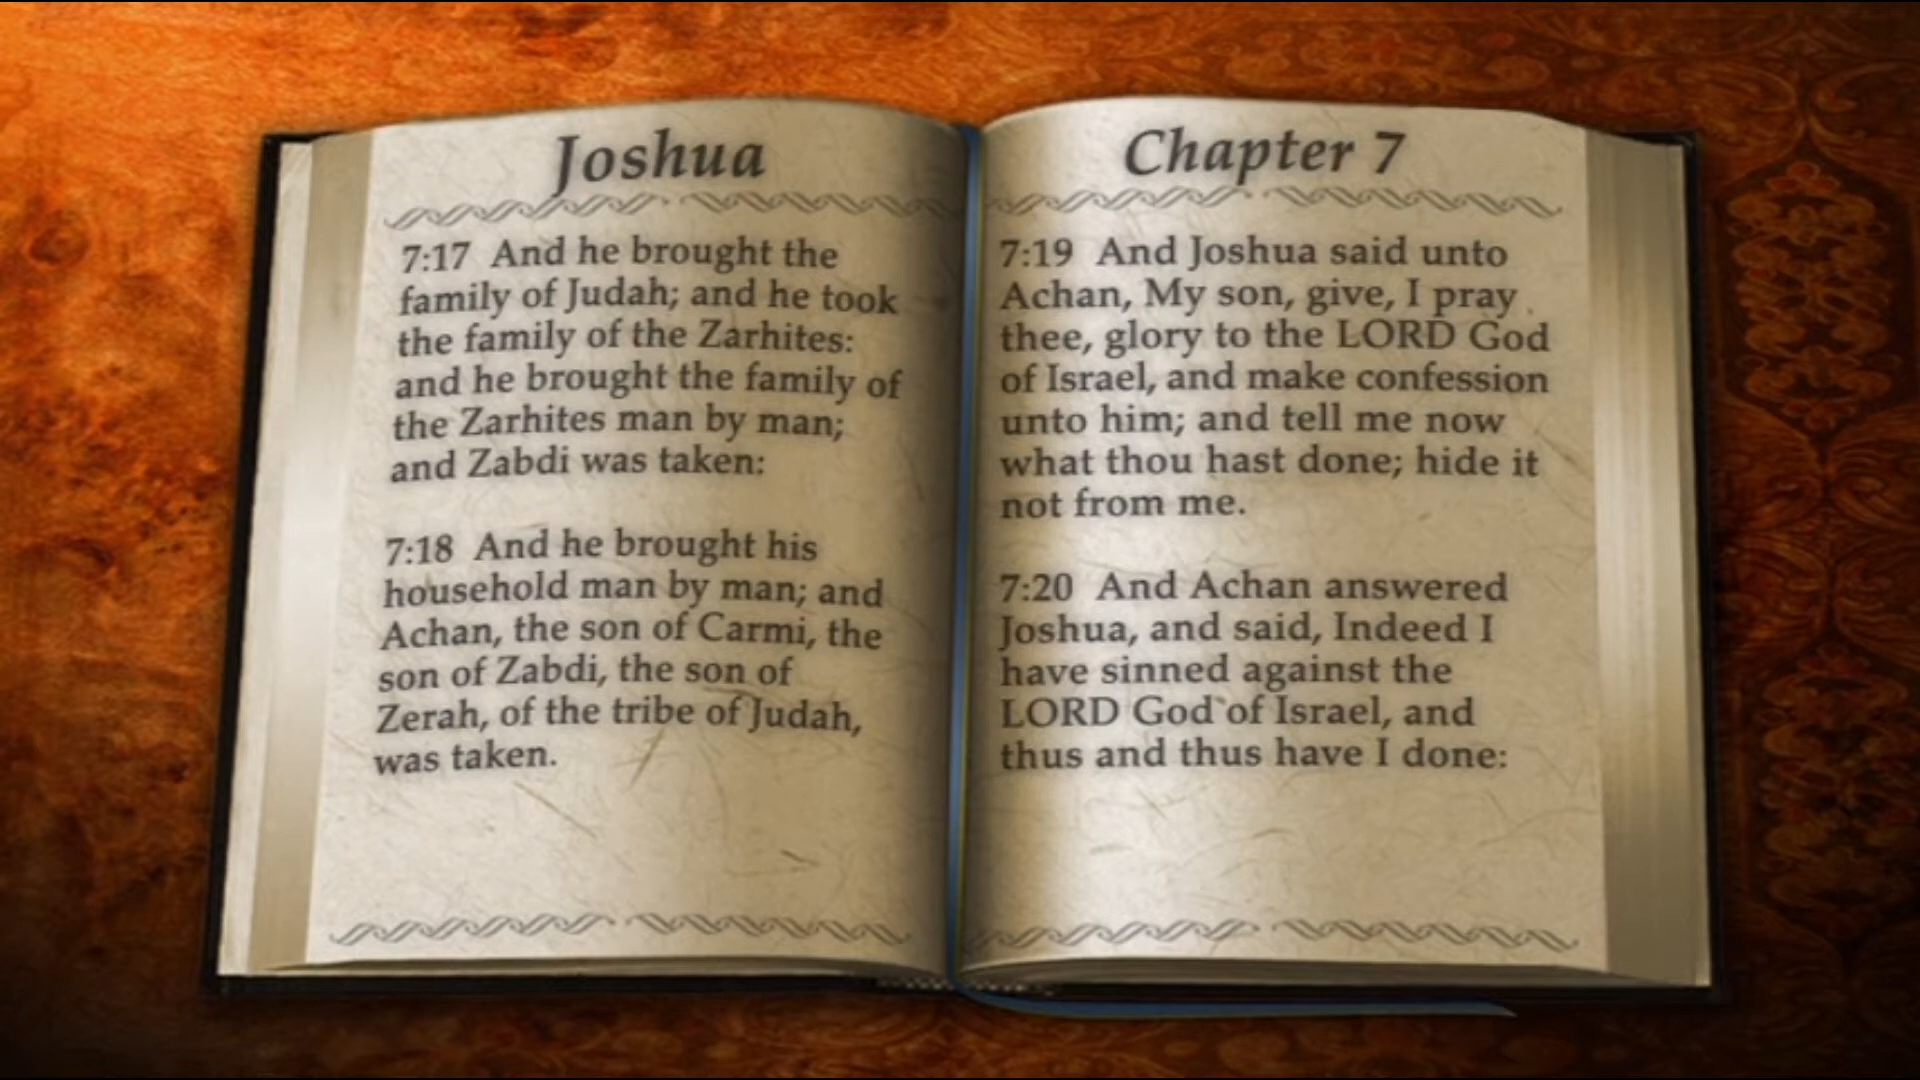 Joshua
7:17 And he brought the
family of Judah; and he took
the family of the Zarhites:
and he brought the family of
the Zarhites man by man;
and Zabdi was taken:
7:18 And he brought his
household man by man; and
Achan, the son of Carmi, the
son of Zabdi, the son of
Zerah, of the tribe of Judah,
was taken.
Chapter 7
7:19 And Joshua said unto
Achan, My son, give, I pray
thee, glory to the LORD God
of Israel, and make confession
unto him; and tell me now
what thou hast done; hide it
not from me.
7:20 And Achan answered
Joshua, and said, Indeed I
have sinned against the
LORD God of Israel, and
thus and thus have I done: